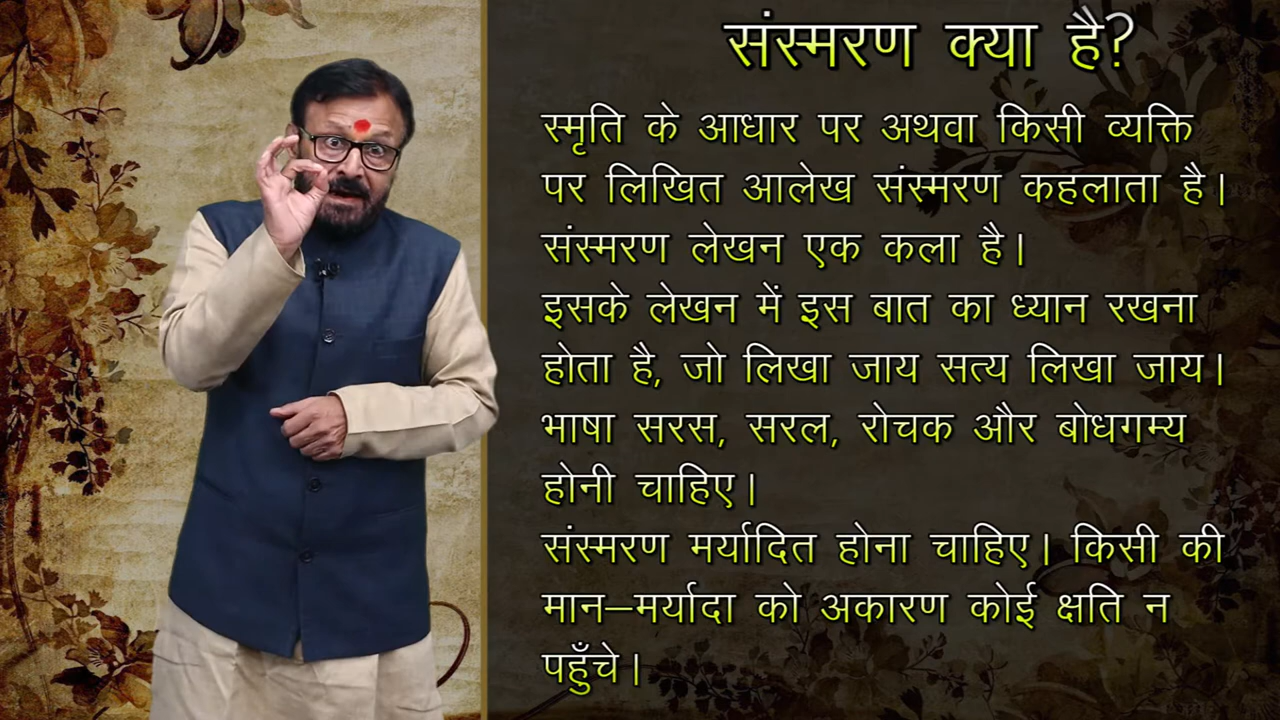 संस्मरण क्या है?
स्मृति के आधार पर अथवा किसी व्यक्ति
पर लिखित आलेख संस्मरण कहलाता है।
संस्मरण लेखन एक कला है।
इसके लेखन में इस बात का ध्यान रखना
होता है, जो लिखा जाय सत्य लिखा जाय।
भाषा सरस, सरल, रोचक और बोधगम्य
होनी चाहिए।
संस्मरण मर्यादित होना चाहिए। किसी की
मान–मर्यादा को अकारण कोई क्षति न
पहुँचे।